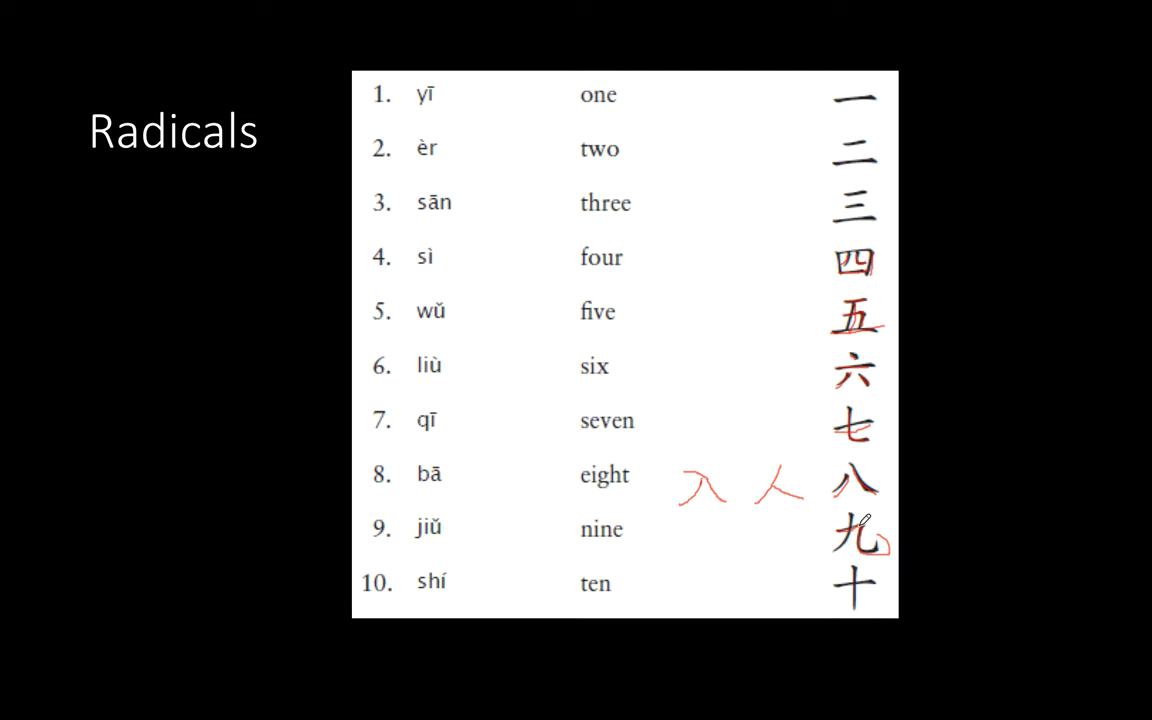 Radicals
1. yī one 一
2. èr two 二
3. sān three 三
4. sì four 四
5. wǔ five 五
6. liù six 六
7. qī seven 七
8. bā eight 入 人 八
9. jiǔ nine 九
10. shí ten 十